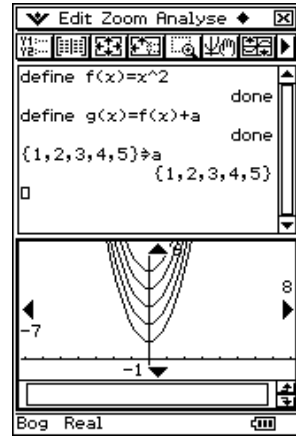 Edit Zoom Analyse ♦
define f(x)=x^2
done
define g(x)=f(x)+a
done
{1,2,3,4,5}⇒a
{1,2,3,4,5}
8
-7
-1
Bog Real